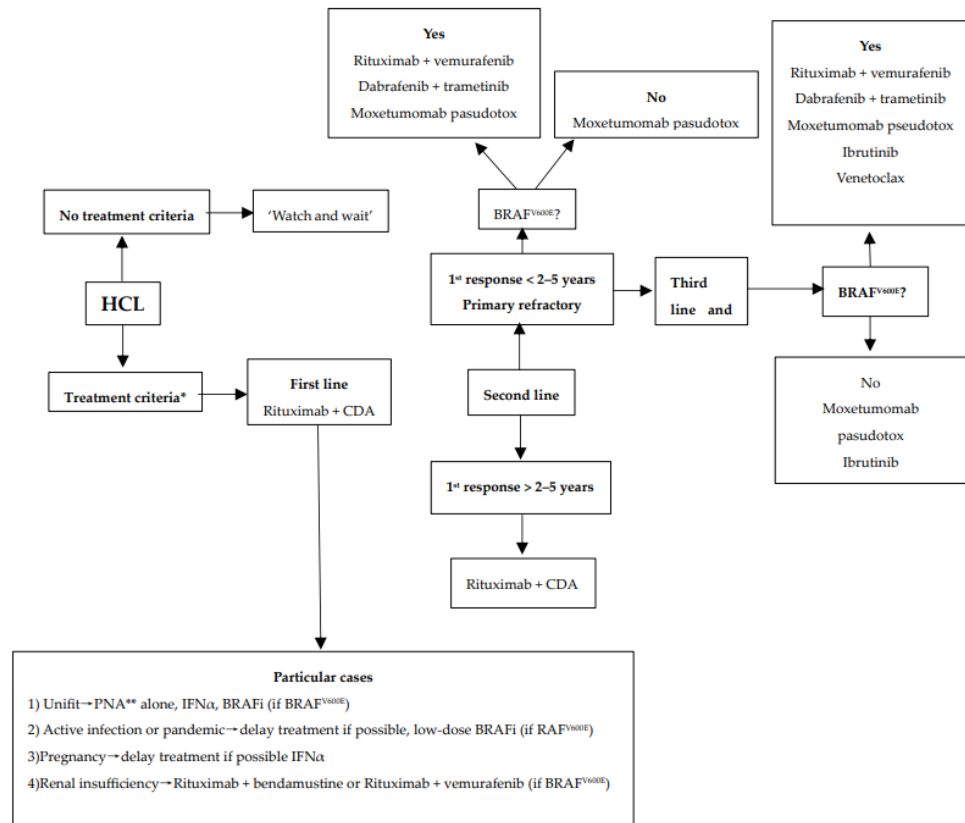 Yes
Rituximab + vemurafenib
Dabrafenib + trametinib
Moxetumomab pasudotox
No
Moxetumomab pasudotox
Yes
Rituximab + vemurafenib
Dabrafenib + trametinib
Moxetumomab pseudotox
Ibrutinib
Venetoclax
No treatment criteria
‘Watch and wait’
BRAFV600E?
HCL
1st response < 2–5 years
Primary refractory
Third
line and
BRAFV600E?
Treatment criteria*
First line
Rituximab + CDA
Second line
No
Moxetumomab
pasudotox
Ibrutinib
1st response > 2–5 years
Rituximab + CDA
Particular cases
1) Unifit→PNA** alone, IFNα, BRAFi (if BRAFV600E)
2) Active infection or pandemic→delay treatment if possible, low-dose BRAFi (if RAFV600E)
3)Pregnancy→delay treatment if possible IFNα
4)Renal insufficiency→Rituximab + bendamustine or Rituximab + vemurafenib (if BRAFV600E)